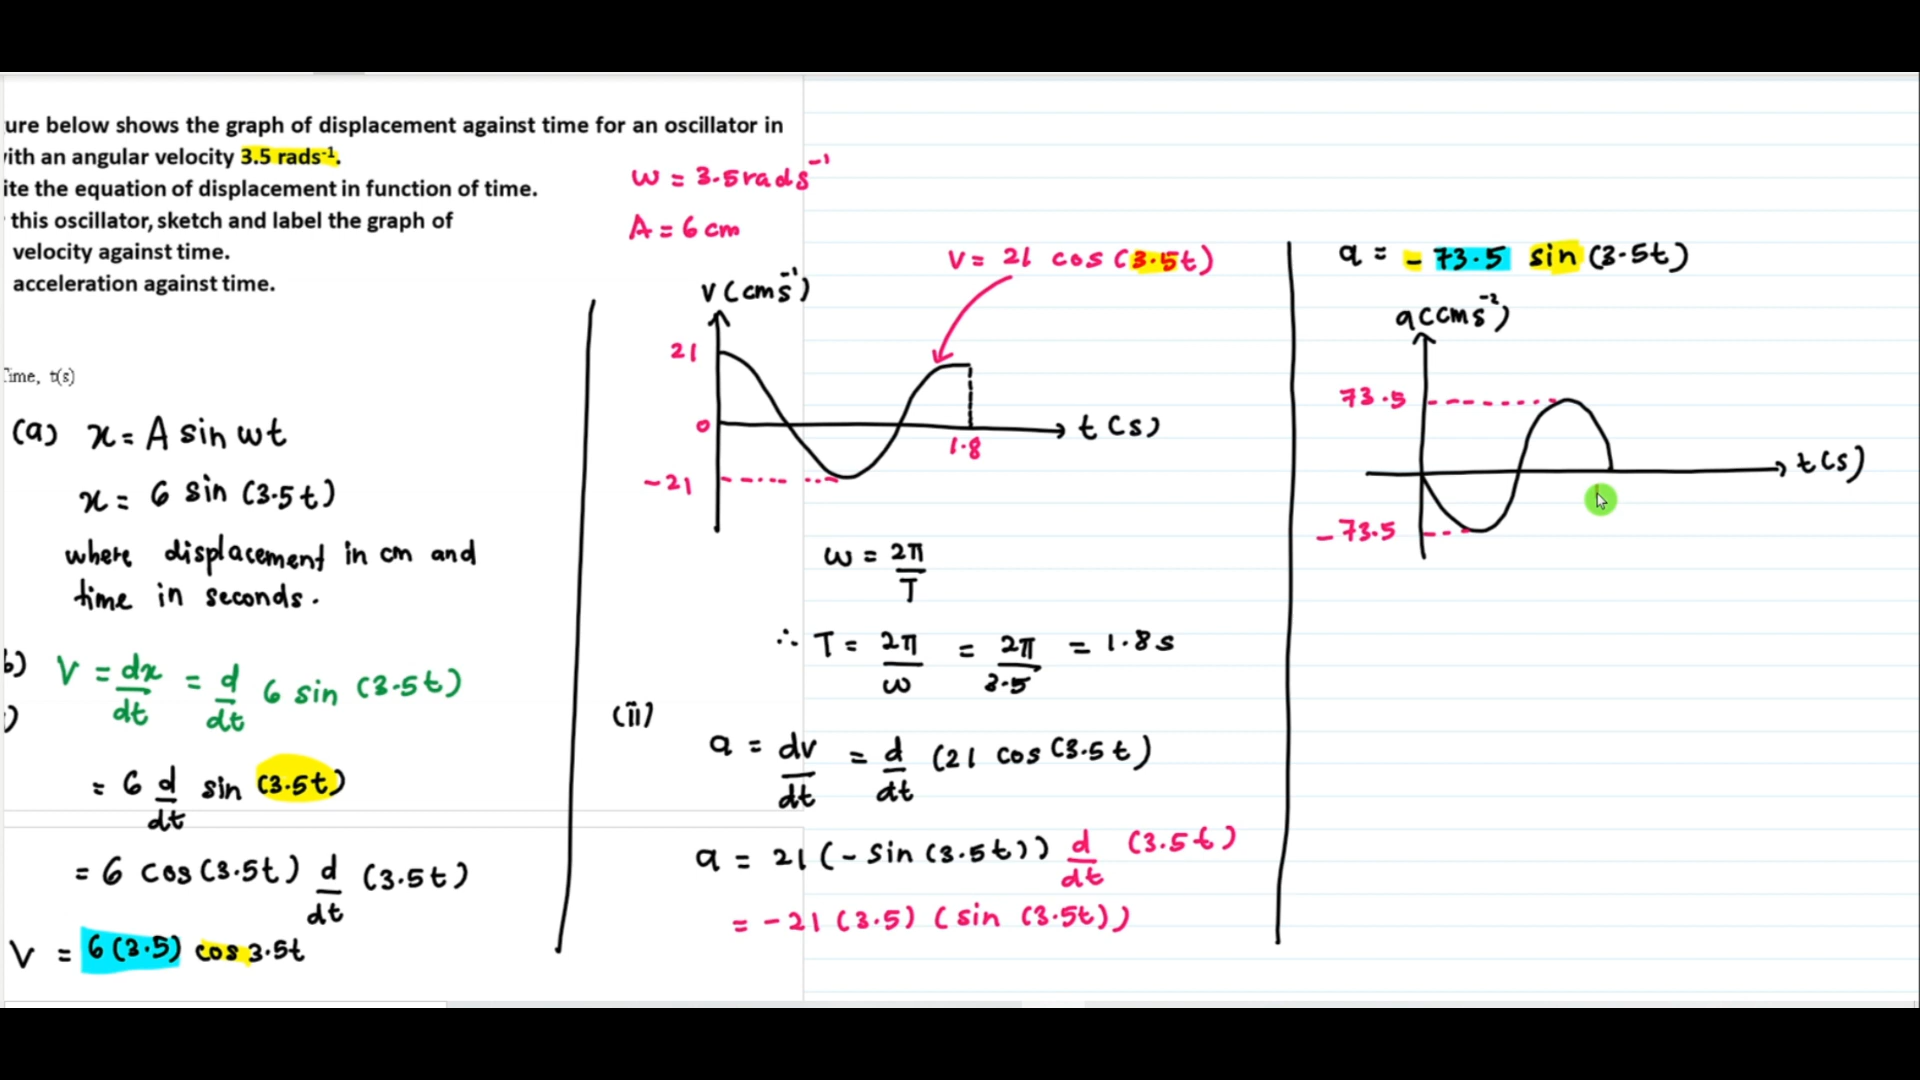 ure below shows the graph of displacement against time for an oscillator in
ith an angular velocity 3.5 rads⁻¹.
ite the equation of displacement in function of time.
this oscillator, sketch and label the graph of
velocity against time.
acceleration against time.
Time, t(s)
(a) x = A sin ωt
x = 6 sin (3.5t)
where displacement in cm and
time in seconds.
b) v = dx/dt = d/dt 6 sin (3.5t)
)
= 6 d/dt sin (3.5t)
= 6 cos (3.5t) d/dt (3.5t)
v = 6(3.5) cos 3.5t
ω = 3.5 rads⁻¹
A = 6 cm
v = 21 cos (3.5t)
v (cms⁻¹)
21
0
-21
1.8
t (s)
ω = 2π/T
∴ T = 2π/ω = 2π/3.5 = 1.8 s
(ii)
a = dv/dt = d/dt (21 cos (3.5t)
a = 21 (- sin (3.5t)) d/dt (3.5t)
= -21 (3.5) (sin (3.5t))
a = - 73.5 sin (3.5t)
a (cms⁻²)
73.5
-73.5
t (s)